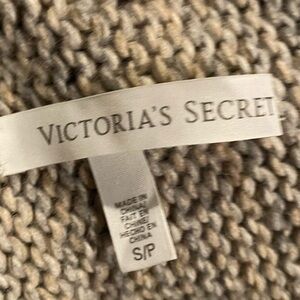 VICTORIA'S SECRET
MADE IN
CHINA/
FAIT EN
CHINE/
HECHO EN
CHINA
S/P